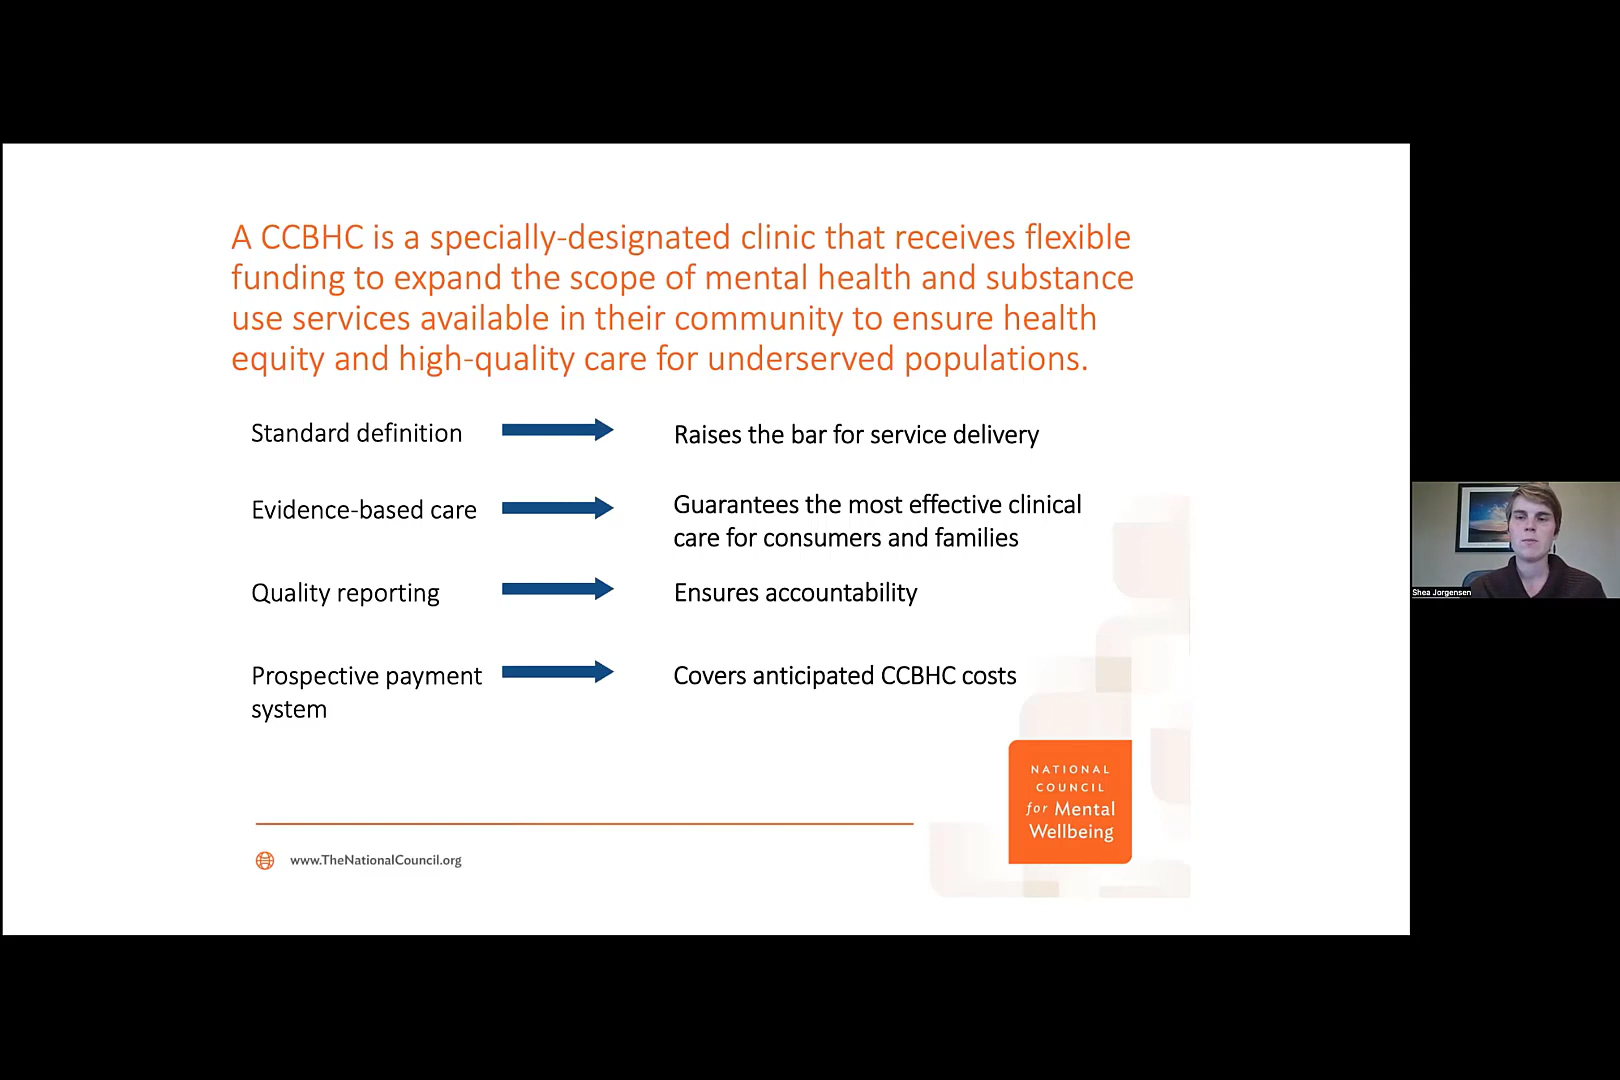 A CCBHC is a specially-designated clinic that receives flexible
funding to expand the scope of mental health and substance
use services available in their community to ensure health
equity and high-quality care for underserved populations.
Standard definition
Raises the bar for service delivery
Evidence-based care
Guarantees the most effective clinical
care for consumers and families
Quality reporting
Ensures accountability
Prospective payment
system
Covers anticipated CCBHC costs
NATIONAL
COUNCIL
for Mental
Wellbeing
www.TheNationalCouncil.org
Shea Jorgensen